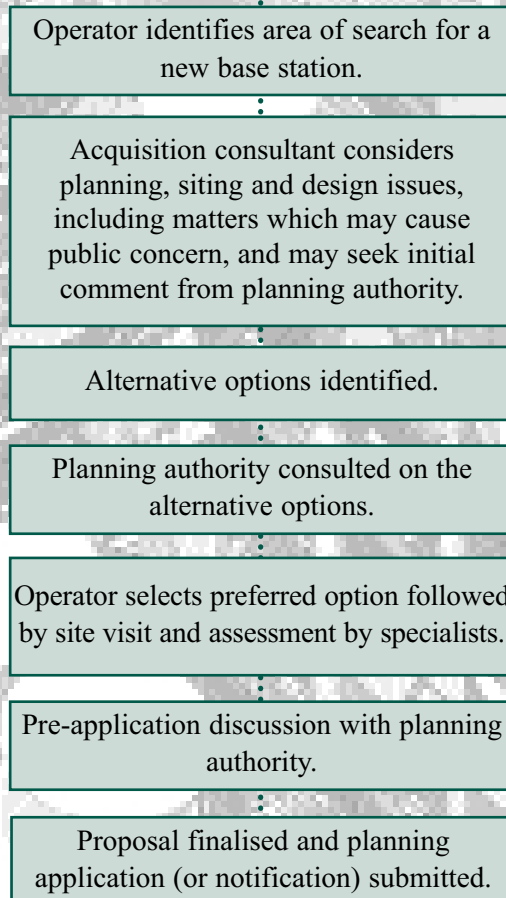 Operator identifies area of search for a
new base station.
Acquisition consultant considers
planning, siting and design issues,
including matters which may cause
public concern, and may seek initial
comment from planning authority.
Alternative options identified.
Planning authority consulted on the
alternative options.
Operator selects preferred option followed
by site visit and assessment by specialists.
Pre-application discussion with planning
authority.
Proposal finalised and planning
application (or notification) submitted.